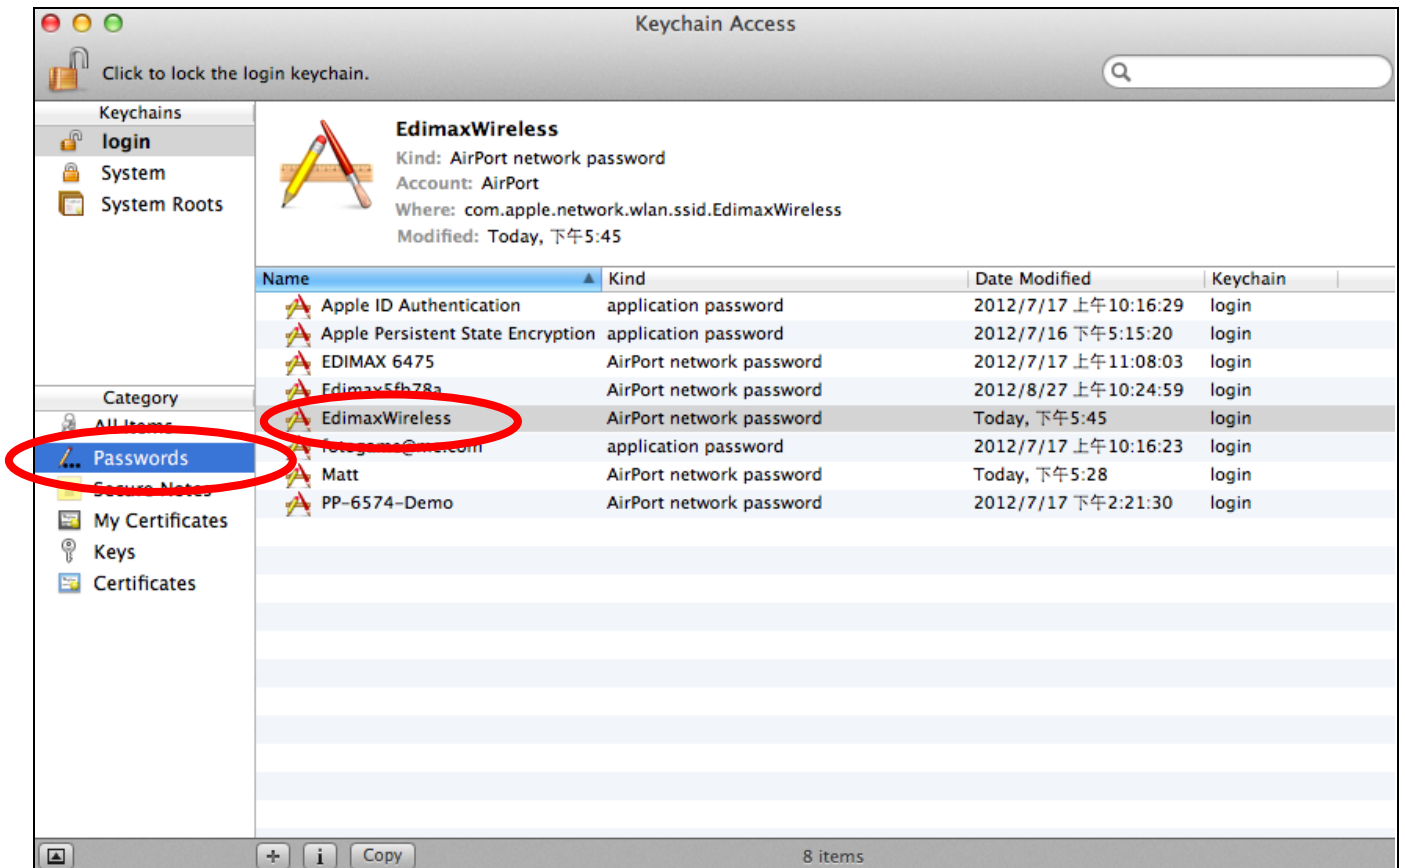 Keychain Access
Click to lock the login keychain.
Keychains
login
System
System Roots
EdimaxWireless
Kind: AirPort network password
Account: AirPort
Where: com.apple.network.wlan.ssid.EdimaxWireless
Modified: Today, 下午5:45
Name Kind Date Modified Keychain
Apple ID Authentication application password 2012/7/17 上午10:16:29 login
Apple Persistent State Encryption application password 2012/7/16 下午5:15:20 login
EDIMAX 6475 AirPort network password 2012/7/17 上午11:08:03 login
Edimax5fb78a AirPort network password 2012/8/27 上午10:24:59 login
EdimaxWireless AirPort network password Today, 下午5:45 login
application password 2012/7/17 上午10:16:23 login
Matt AirPort network password Today, 下午5:28 login
PP-6574-Demo AirPort network password 2012/7/17 下午2:21:30 login
Category
All Items
Passwords
Secure Notes
My Certificates
Keys
Certificates
Copy
8 items